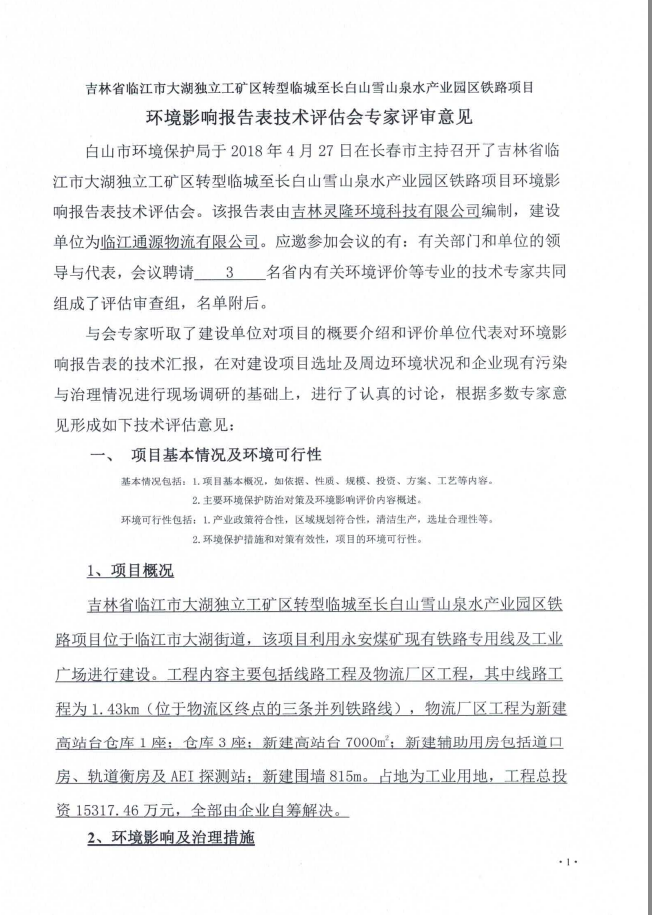 吉林省临江市大湖独立工矿区转型临城至长白山雪山泉水产业园区铁路项目
环境影响报告表技术评估会专家评审意见
白山市环境保护局于 2018 年 4 月 27 日在长春市主持召开了吉林省临
江市大湖独立工矿区转型临城至长白山雪山泉水产业园区铁路项目环境影
响报告表技术评估会。该报告表由吉林灵隆环境科技有限公司编制，建设
单位为临江通源物流有限公司。应邀参加会议的有：有关部门和单位的领
导与代表，会议聘请 3 名省内有关环境评价等专业的技术专家共同
组成了评估审查组，名单附后。
与会专家听取了建设单位对项目的概要介绍和评价单位代表对环境影
响报告表的技术汇报，在对建设项目选址及周边环境状况和企业现有污染
与治理情况进行现场调研的基础上，进行了认真的讨论，根据多数专家意
见形成如下技术评估意见：
一、 项目基本情况及环境可行性
基本情况包括：1.项目基本概况，如依据、性质、规模、投资、方案、工艺等内容。
2.主要环境保护防治对策及环境影响评价内容概述。
环境可行性包括：1.产业政策符合性，区域规划符合性，清洁生产，选址合理性等。
2.环境保护措施和对策有效性，项目的环境可行性。
1、项目概况
吉林省临江市大湖独立工矿区转型临城至长白山雪山泉水产业园区铁
路项目位于临江市大湖街道，该项目利用永安煤矿现有铁路专用线及工业
广场进行建设。工程内容主要包括线路工程及物流厂区工程，其中线路工
程为 1.43km（位于物流区终点的三条并列铁路线），物流厂区工程为新建
高站台仓库 1 座；仓库 3 座；新建高站台 7000㎡；新建辅助用房包括道口
房、轨道衡房及 AEI 探测站；新建围墙 815m。占地为工业用地，工程总投
资 15317.46 万元，全部由企业自筹解决。
2、环境影响及治理措施
·1·